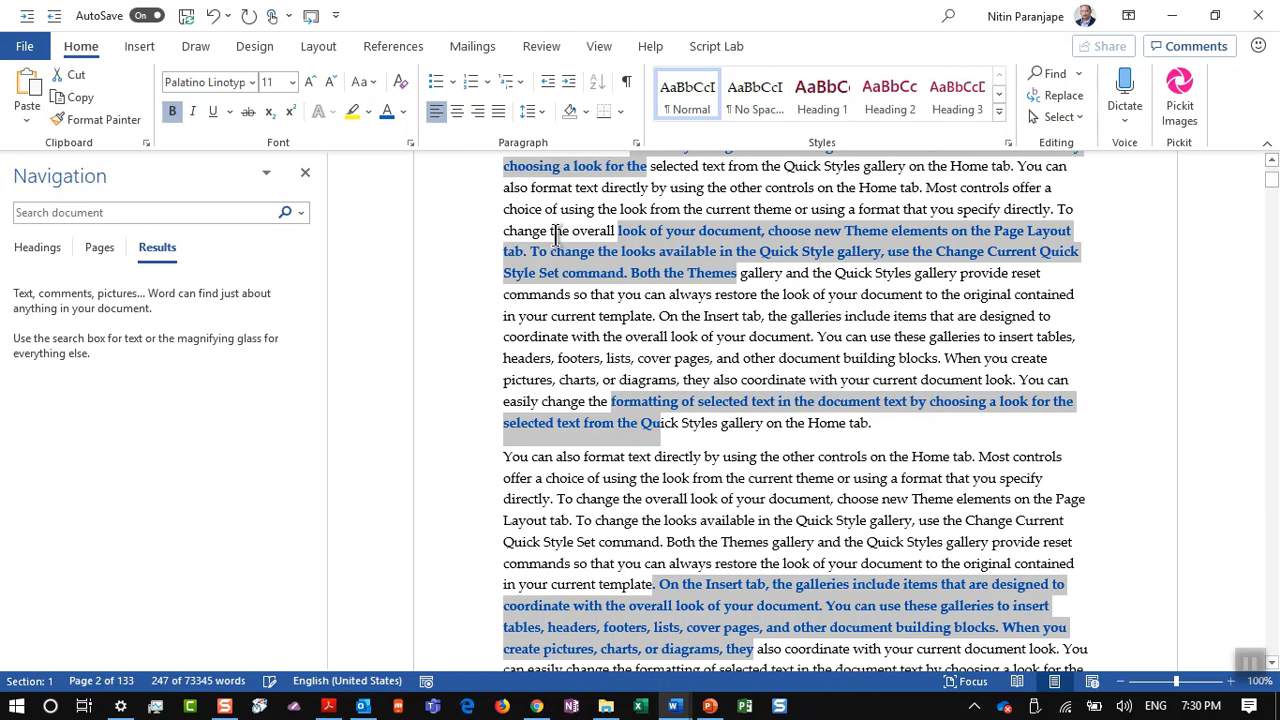 AutoSave On
Nitin Paranjape
File Home Insert Draw Design Layout References Mailings Review View Help Script Lab
Share Comments
Paste
Cut
Copy
Format Painter
Clipboard
Palatino Linotyp 11
Font
Paragraph
AaBbCcI AaBbCcI AaBbCc AaBbCc AaBbCcD
¶ Normal ¶ No Spac... Heading 1 Heading 2 Heading 3
Styles
Find
Replace
Select
Editing
Dictate
Voice
Pickit
Images
Pickit
Navigation
Search document
Headings Pages Results
Text, comments, pictures... Word can find just about
anything in your document.
Use the search box for text or the magnifying glass for
everything else.
choosing a look for the selected text from the Quick Styles gallery on the Home tab. You can
also format text directly by using the other controls on the Home tab. Most controls offer a
choice of using the look from the current theme or using a format that you specify directly. To
change the overall look of your document, choose new Theme elements on the Page Layout
tab. To change the looks available in the Quick Style gallery, use the Change Current Quick
Style Set command. Both the Themes gallery and the Quick Styles gallery provide reset
commands so that you can always restore the look of your document to the original contained
in your current template. On the Insert tab, the galleries include items that are designed to
coordinate with the overall look of your document. You can use these galleries to insert tables,
headers, footers, lists, cover pages, and other document building blocks. When you create
pictures, charts, or diagrams, they also coordinate with your current document look. You can
easily change the formatting of selected text in the document text by choosing a look for the
selected text from the Quick Styles gallery on the Home tab.
You can also format text directly by using the other controls on the Home tab. Most controls
offer a choice of using the look from the current theme or using a format that you specify
directly. To change the overall look of your document, choose new Theme elements on the Page
Layout tab. To change the looks available in the Quick Style gallery, use the Change Current
Quick Style Set command. Both the Themes gallery and the Quick Styles gallery provide reset
commands so that you can always restore the look of your document to the original contained
in your current template. On the Insert tab, the galleries include items that are designed to
coordinate with the overall look of your document. You can use these galleries to insert
tables, headers, footers, lists, cover pages, and other document building blocks. When you
create pictures, charts, or diagrams, they also coordinate with your current document look. You
can easily change the formatting of selected text in the document text by choosing a look for the
Section: 1 Page 2 of 133 247 of 73345 words English (United States) Focus 100%
ENG 7:30 PM